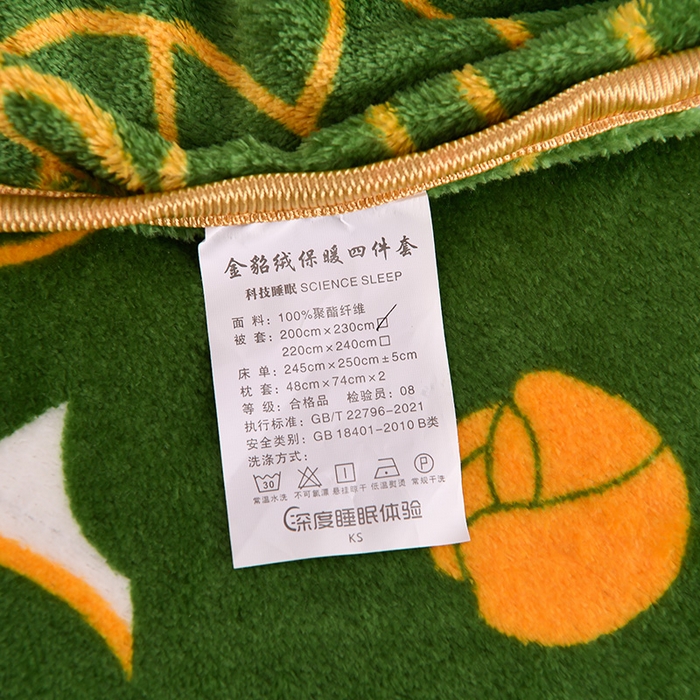 金貂绒保暖四件套
科技睡眠 SCIENCE SLEEP
面 料：100%聚酯纤维
被 套：200cm×230cm☑
220cm×240cm☐
床 单：245cm×250cm±5cm
枕 套：48cm×74cm×2
等 级：合格品 检验员：08
执行标准：GB/T 22796-2021
安全类别：GB 18401-2010 B类
洗涤方式：
30 P
常温水洗 不可氯漂 悬挂晾干 低温熨烫 常规干洗
深度睡眠体验
KS